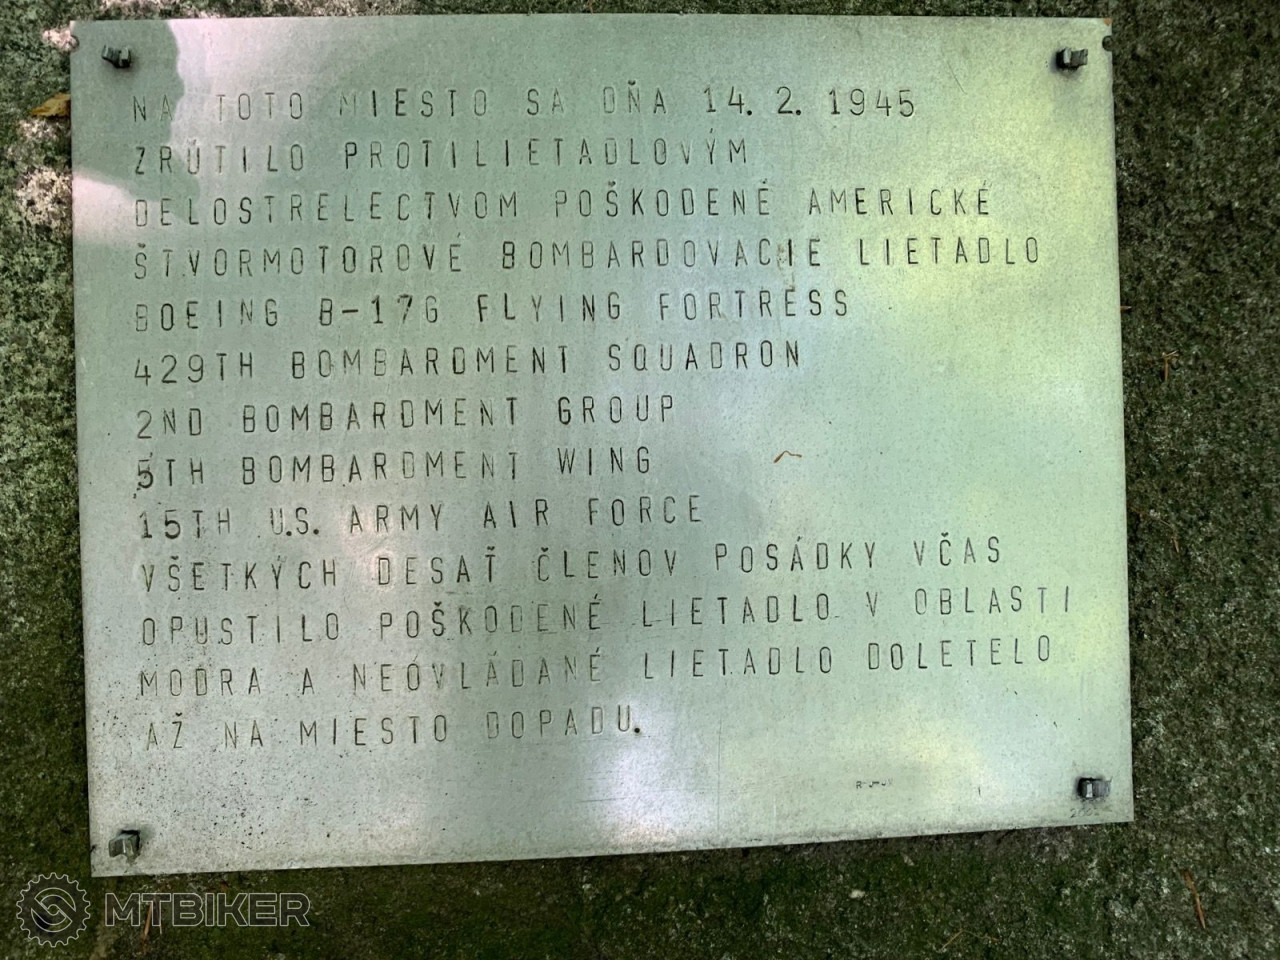 NA TOTO MIESTO SA DŇA 14. 2. 1945
ZRÚTILO PROTILIETADLOVÝM
DELOSTRELECTVOM POŠKODENÉ AMERICKÉ
ŠTVORMOTOROVÉ BOMBARDOVACIE LIETADLO
BOEING B-17G FLYING FORTRESS
429TH BOMBARDMENT SQUADRON
2ND BOMBARDMENT GROUP
5TH BOMBARDMENT WING
15TH U.S. ARMY AIR FORCE
VŠETKÝCH DESAŤ ČLENOV POSÁDKY VČAS
OPUSTILO POŠKODENÉ LIETADLO V OBLASTI
MODRA A NEOVLÁDANÉ LIETADLO DOLETELO
AŽ NA MIESTO DOPADU.
MTBIKER